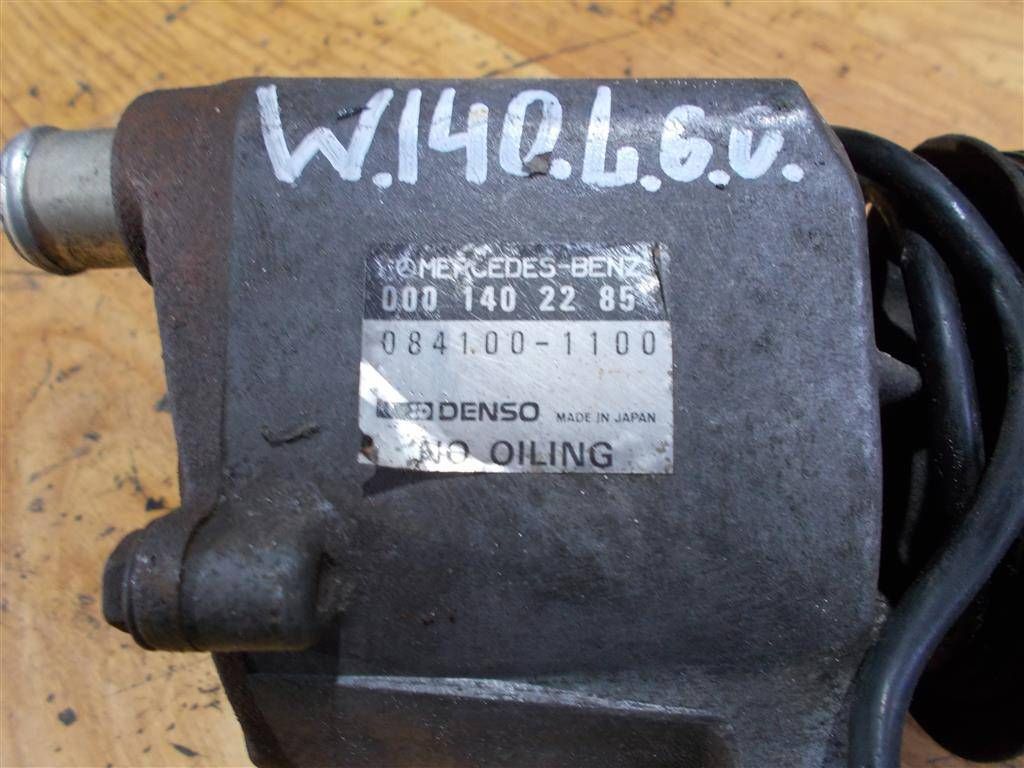 W.140.L.6.U.
MERCEDES-BENZ
000 140 22 85
084100-1100
DENSO MADE IN JAPAN
NO OILING